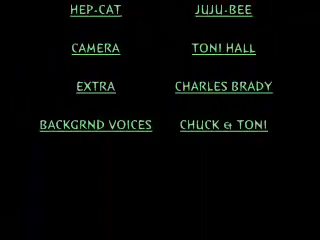 HEP-CAT JUJU-BEE
CAMERA TONI HALL
EXTRA CHARLES BRADY
BACKGRND VOICES CHUCK & TONI